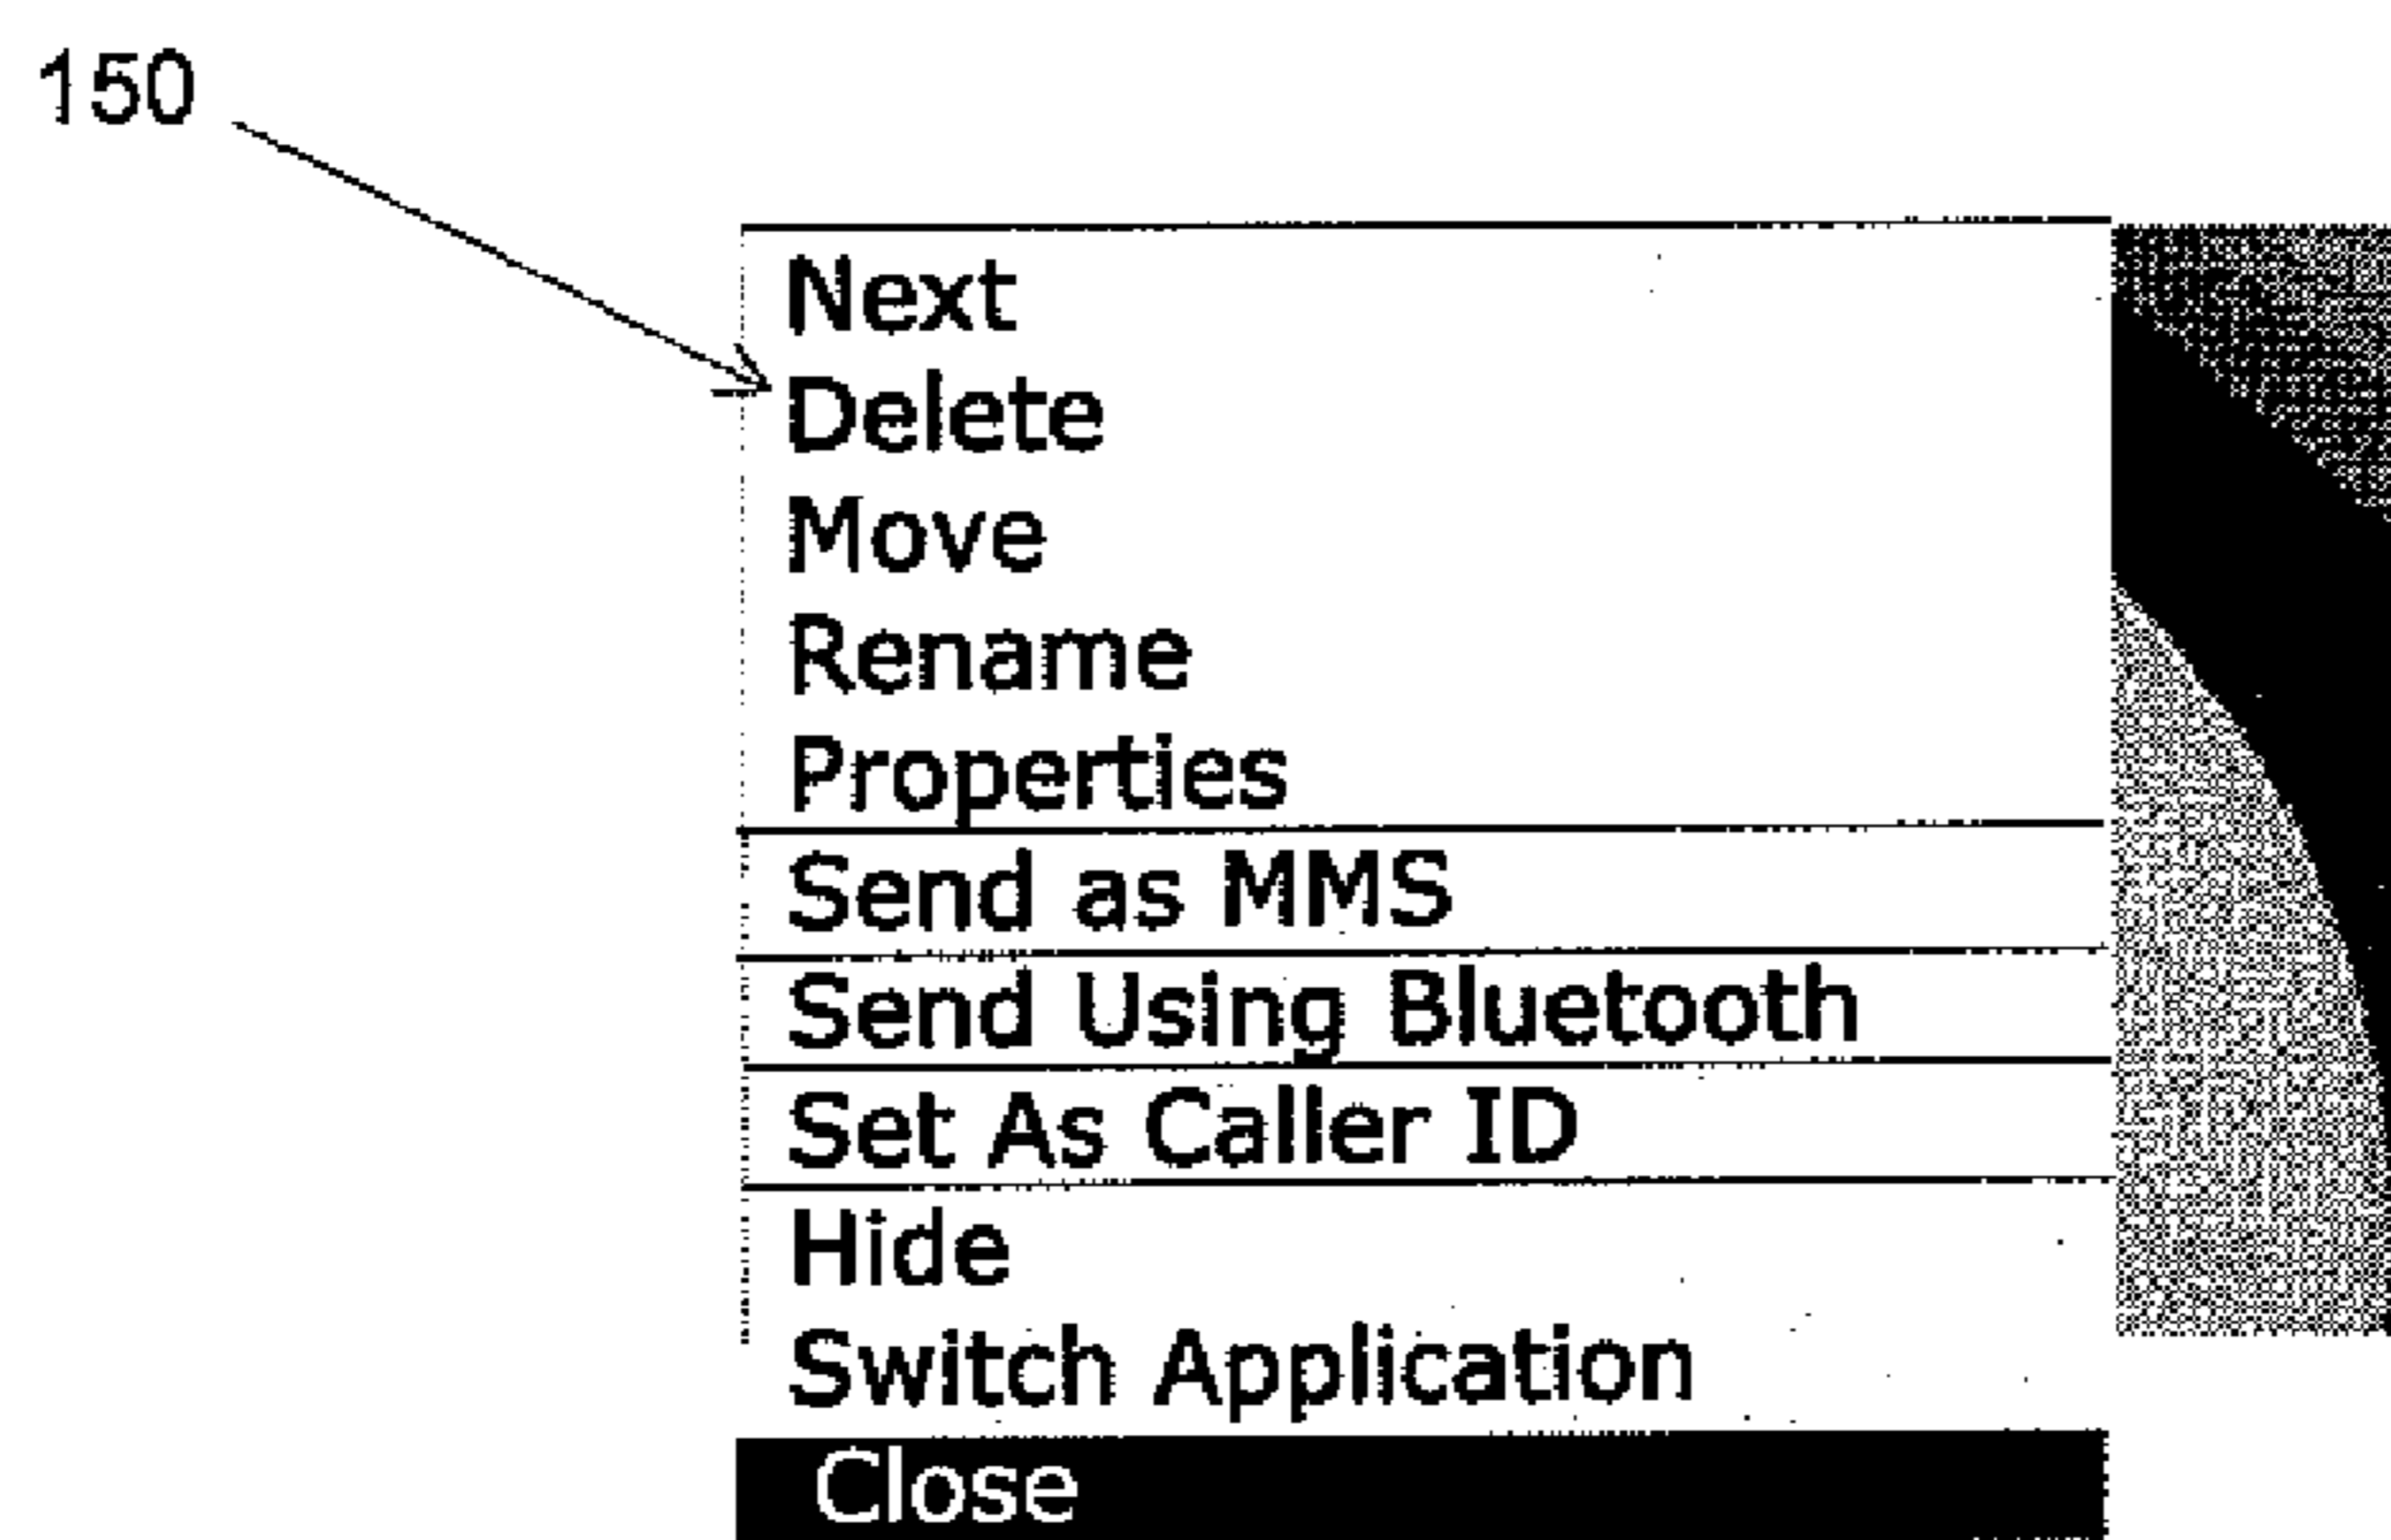 150
Next
Delete
Move
Rename
Properties
Send as MMS
Send Using Bluetooth
Set As Caller ID
Hide
Switch Application
Close